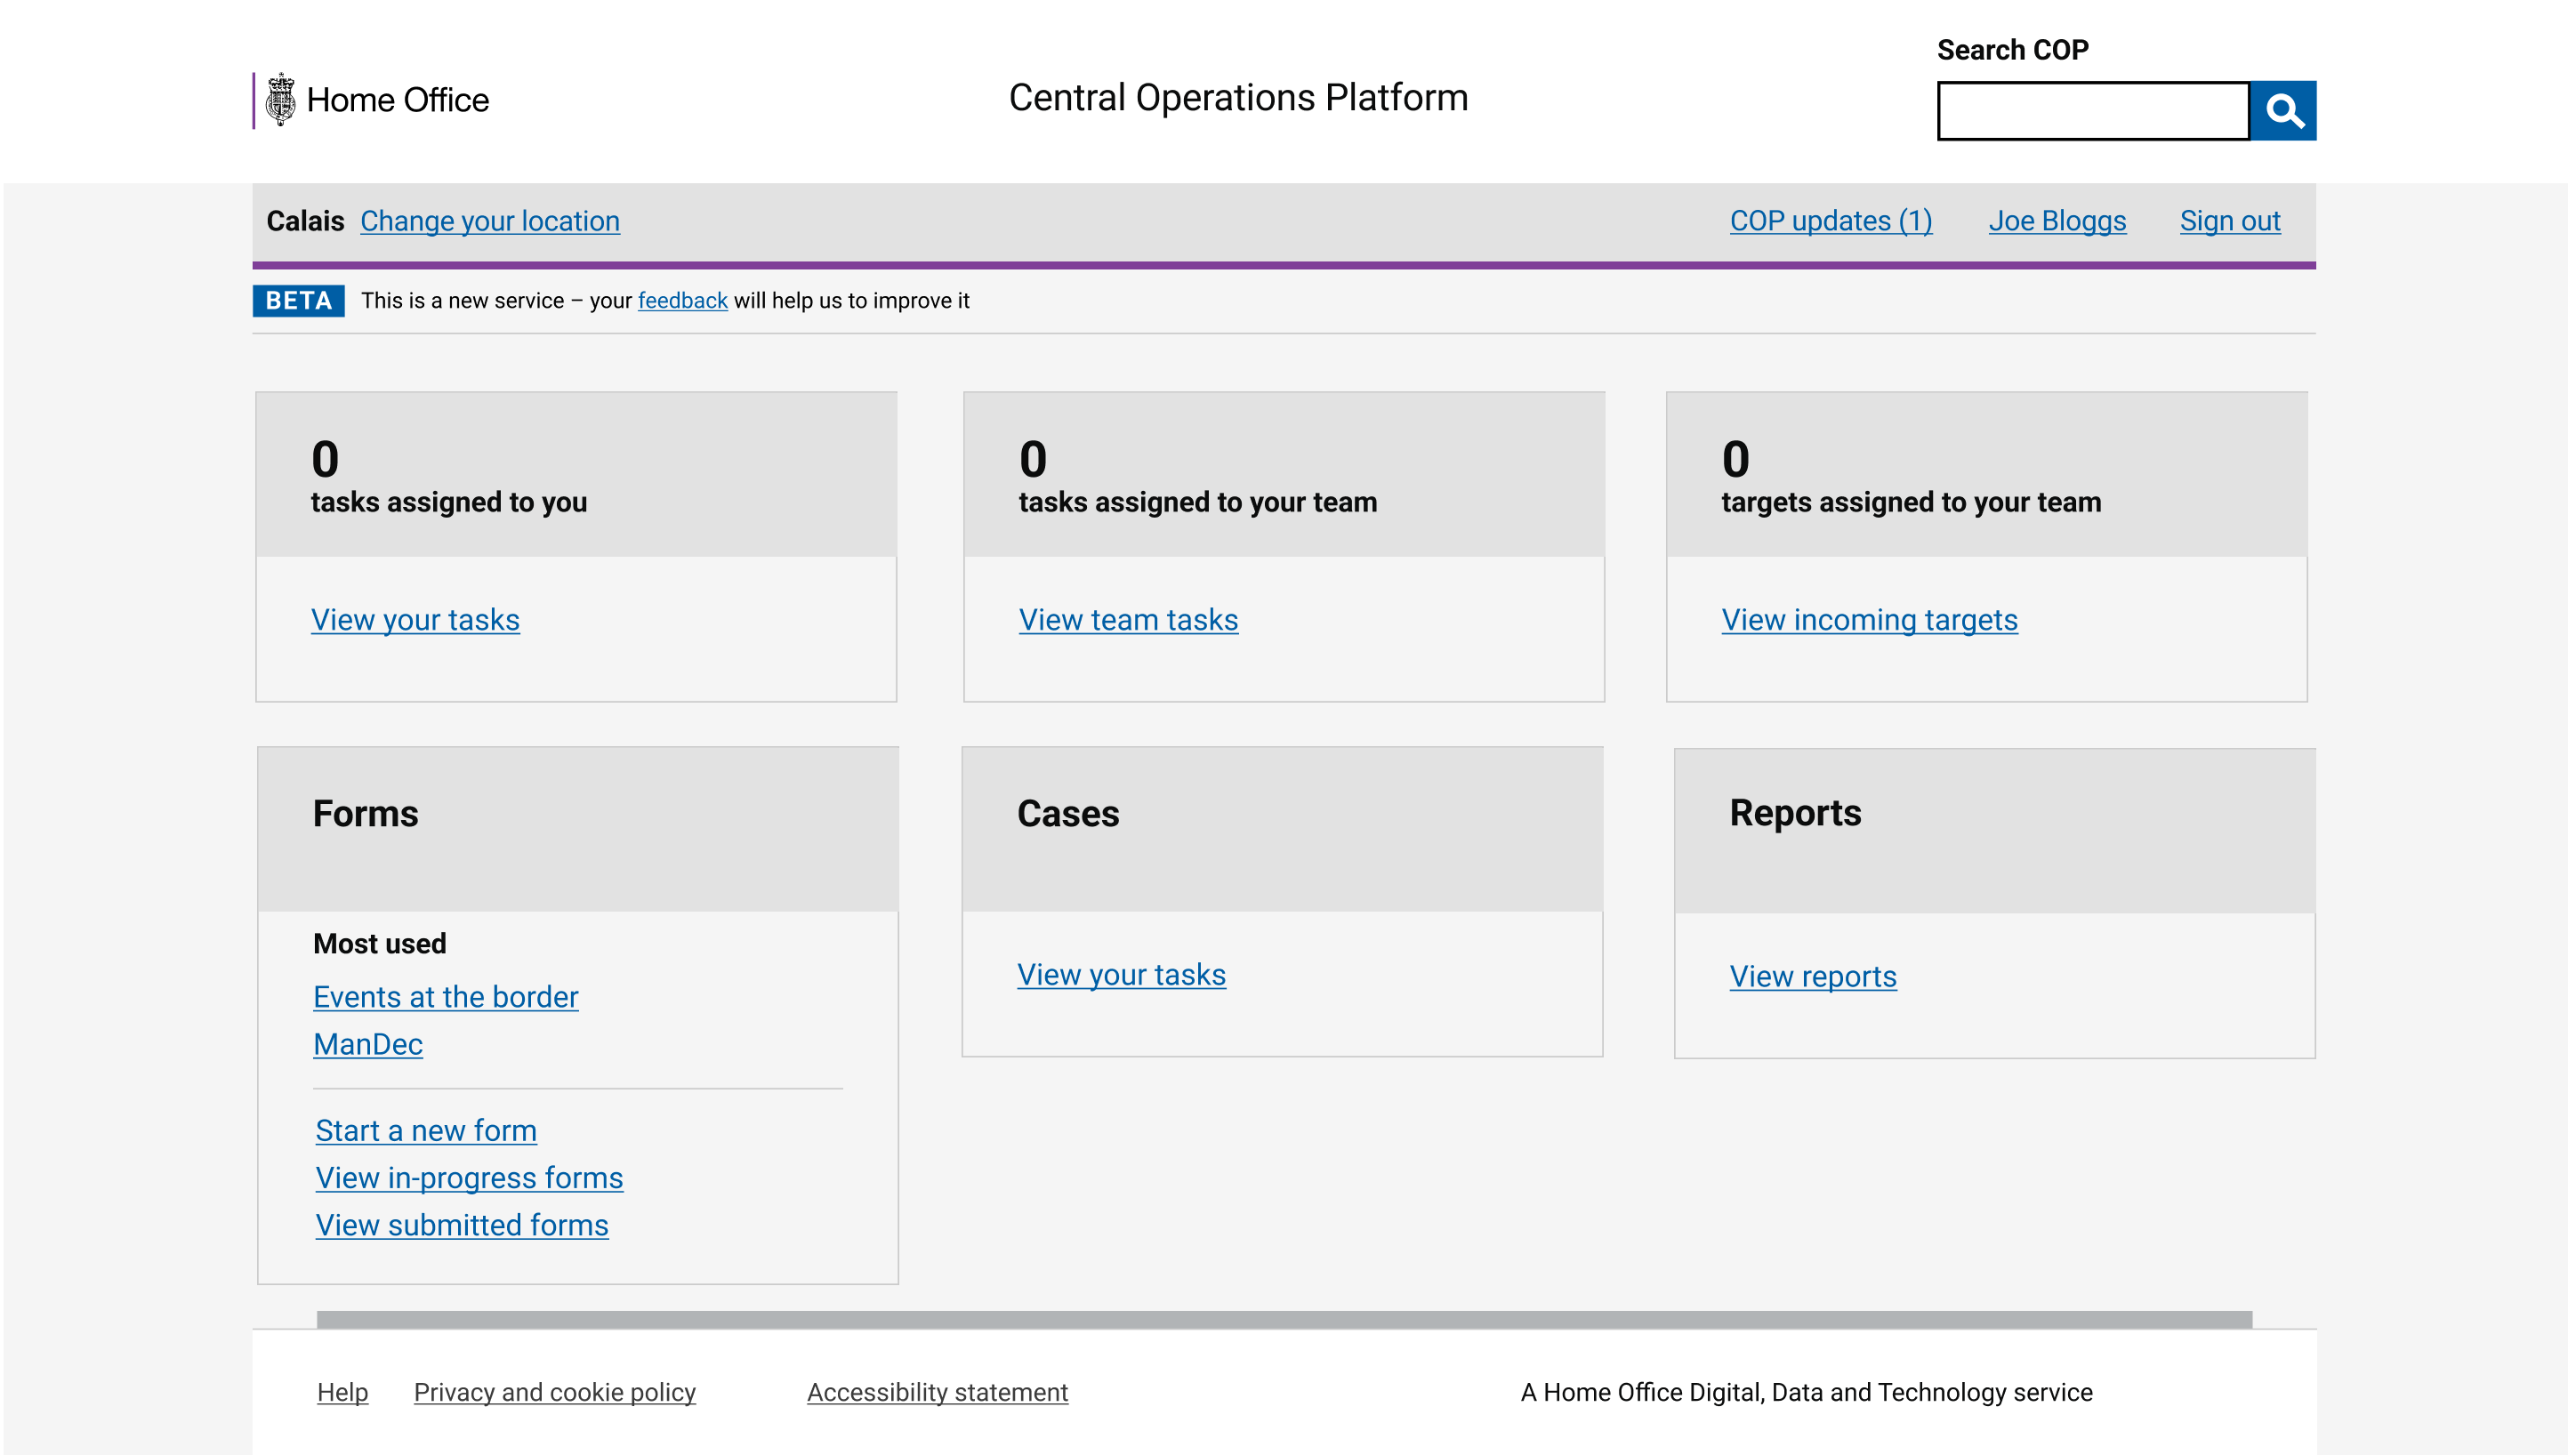 Search COP
Home Office
Central Operations Platform
Calais Change your location COP updates (1) Joe Bloggs Sign out
BETA This is a new service – your feedback will help us to improve it
0
tasks assigned to you
View your tasks
0
tasks assigned to your team
View team tasks
0
targets assigned to your team
View incoming targets
Forms
Most used
Events at the border
ManDec
Start a new form
View in-progress forms
View submitted forms
Cases
View your tasks
Reports
View reports
Help Privacy and cookie policy Accessibility statement A Home Office Digital, Data and Technology service